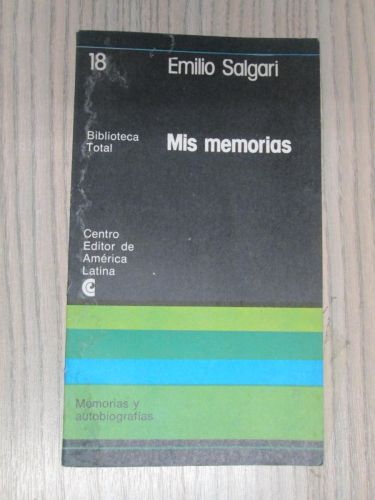 18
Emilio Salgari
Biblioteca
Total
Mis memorias
Centro
Editor de
América
Latina
Memorias y
autobiografías